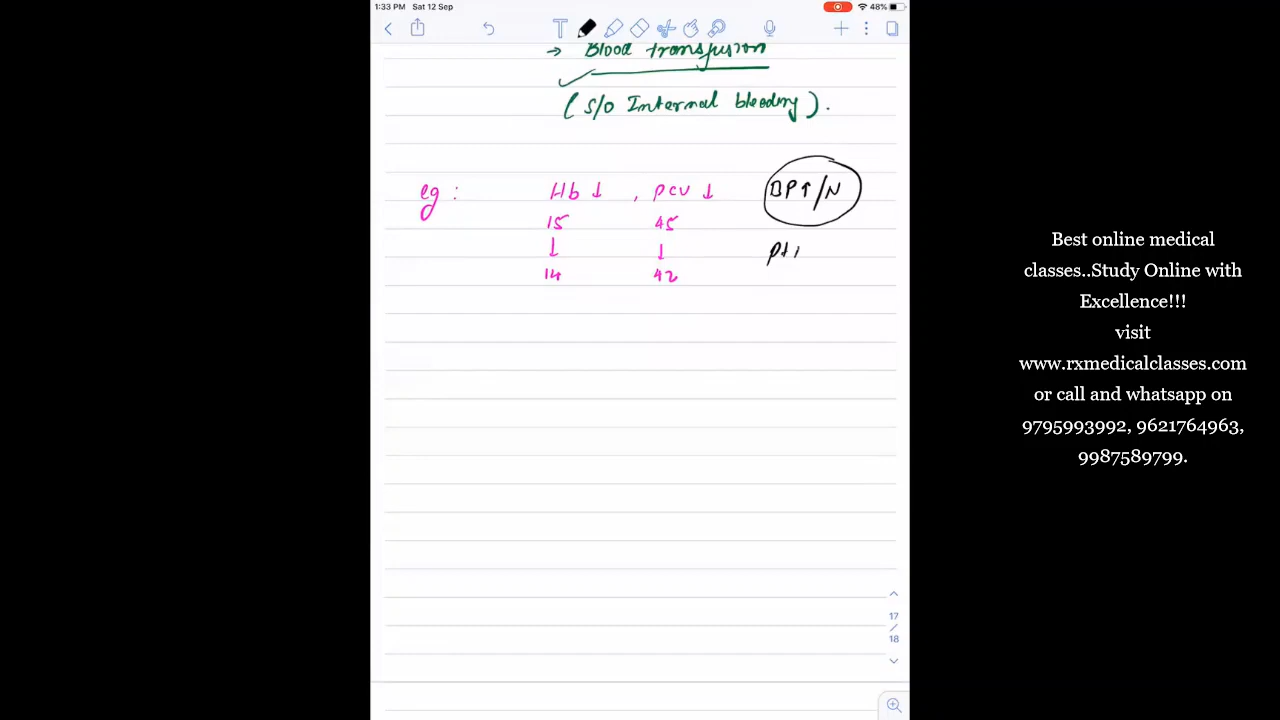 1:33 PM Sat 12 Sep 48%
T
→ Blood transfusion
(S/O Internal bleeding).
eg : Hb ↓ , PCV ↓ BP↑/N
15 45
↓ ↓
14 42
17
/
18
Best online medical
classes..Study Online with
Excellence!!!
visit
www.rxmedicalclasses.com
or call and whatsapp on
9795993992, 9621764963,
9987589799.